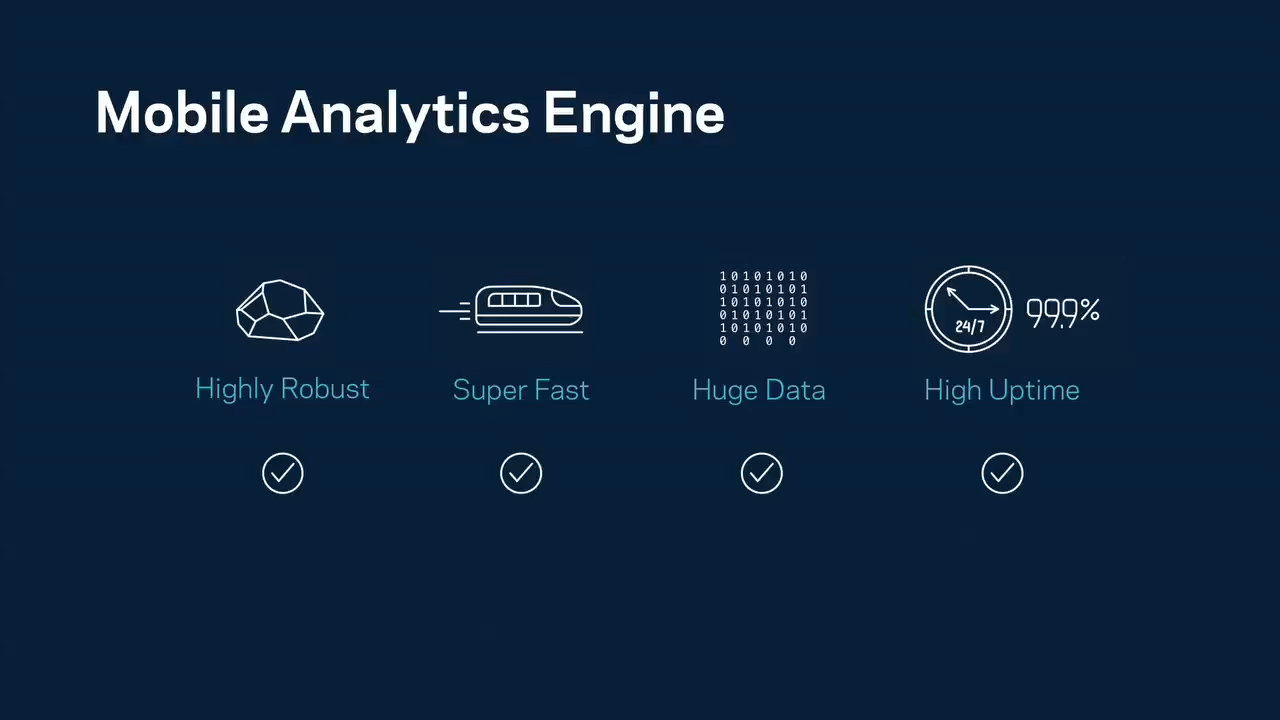 Mobile Analytics Engine
10101010
01010101
10101010
01010101
10101010
0 0 0 0
24/7
99.9%
Highly Robust
Super Fast
Huge Data
High Uptime